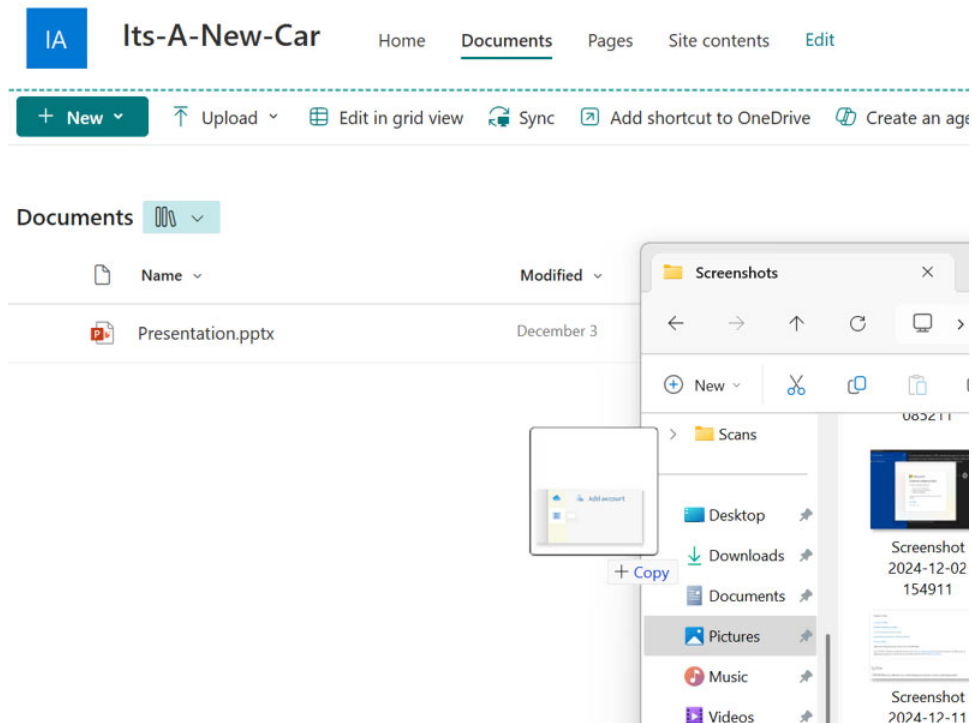 IA Its-A-New-Car Home Documents Pages Site contents Edit
+ New Upload Edit in grid view Sync Add shortcut to OneDrive Create an age
Documents
Name Modified
Presentation.pptx December 3
Screenshots
New
085211
Scans
Add account
+ Copy
Desktop
Downloads
Documents
Pictures
Music
Videos
Screenshot
2024-12-02
154911
Screenshot
2024-12-11